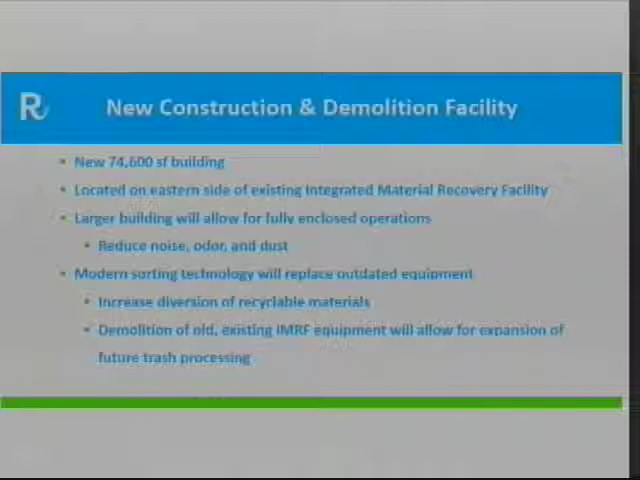 R
New Construction & Demolition Facility
• New 74,600 sf building
• Located on eastern side of existing Integrated Material Recovery Facility
• Larger building will allow for fully enclosed operations
• Reduce noise, odor, and dust
• Modern sorting technology will replace outdated equipment
• Increase diversion of recyclable materials
• Demolition of old, existing IMRF equipment will allow for expansion of
future trash processing